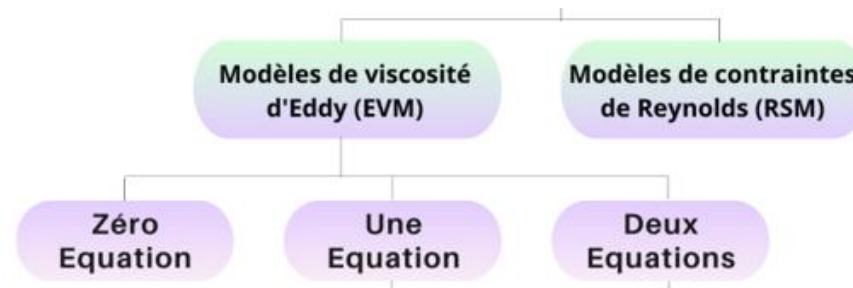 Modèles de viscosité
d'Eddy (EVM)
Modèles de contraintes
de Reynolds (RSM)
Zéro
Equation
Une
Equation
Deux
Equations